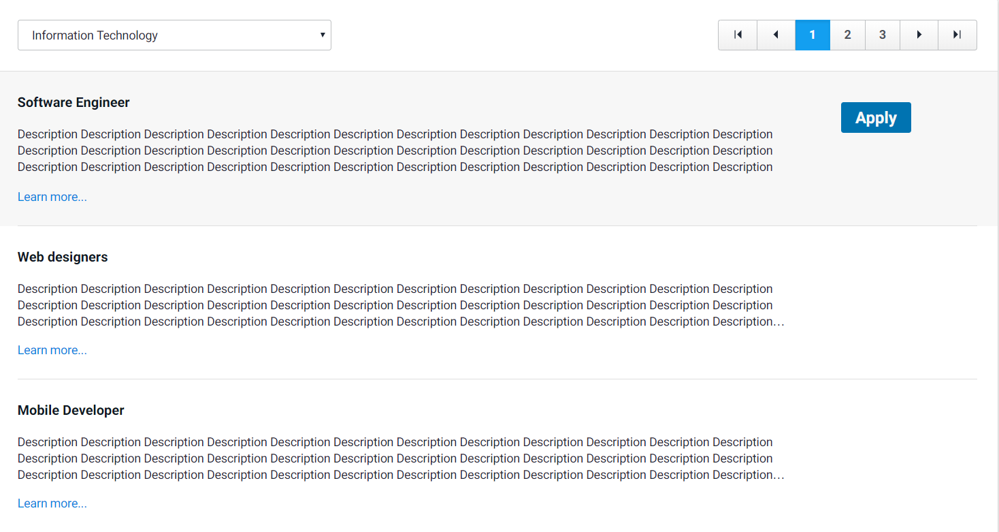 Information Technology
1 2 3
Software Engineer
Apply
Description Description Description Description Description Description Description Description Description Description Description Description
Description Description Description Description Description Description Description Description Description Description Description Description
Description Description Description Description Description Description Description Description Description Description Description Description
Learn more...
Web designers
Description Description Description Description Description Description Description Description Description Description Description Description
Description Description Description Description Description Description Description Description Description Description Description Description
Description Description Description Description Description Description Description Description Description Description Description Description…
Learn more...
Mobile Developer
Description Description Description Description Description Description Description Description Description Description Description Description
Description Description Description Description Description Description Description Description Description Description Description Description
Description Description Description Description Description Description Description Description Description Description Description Description…
Learn more...